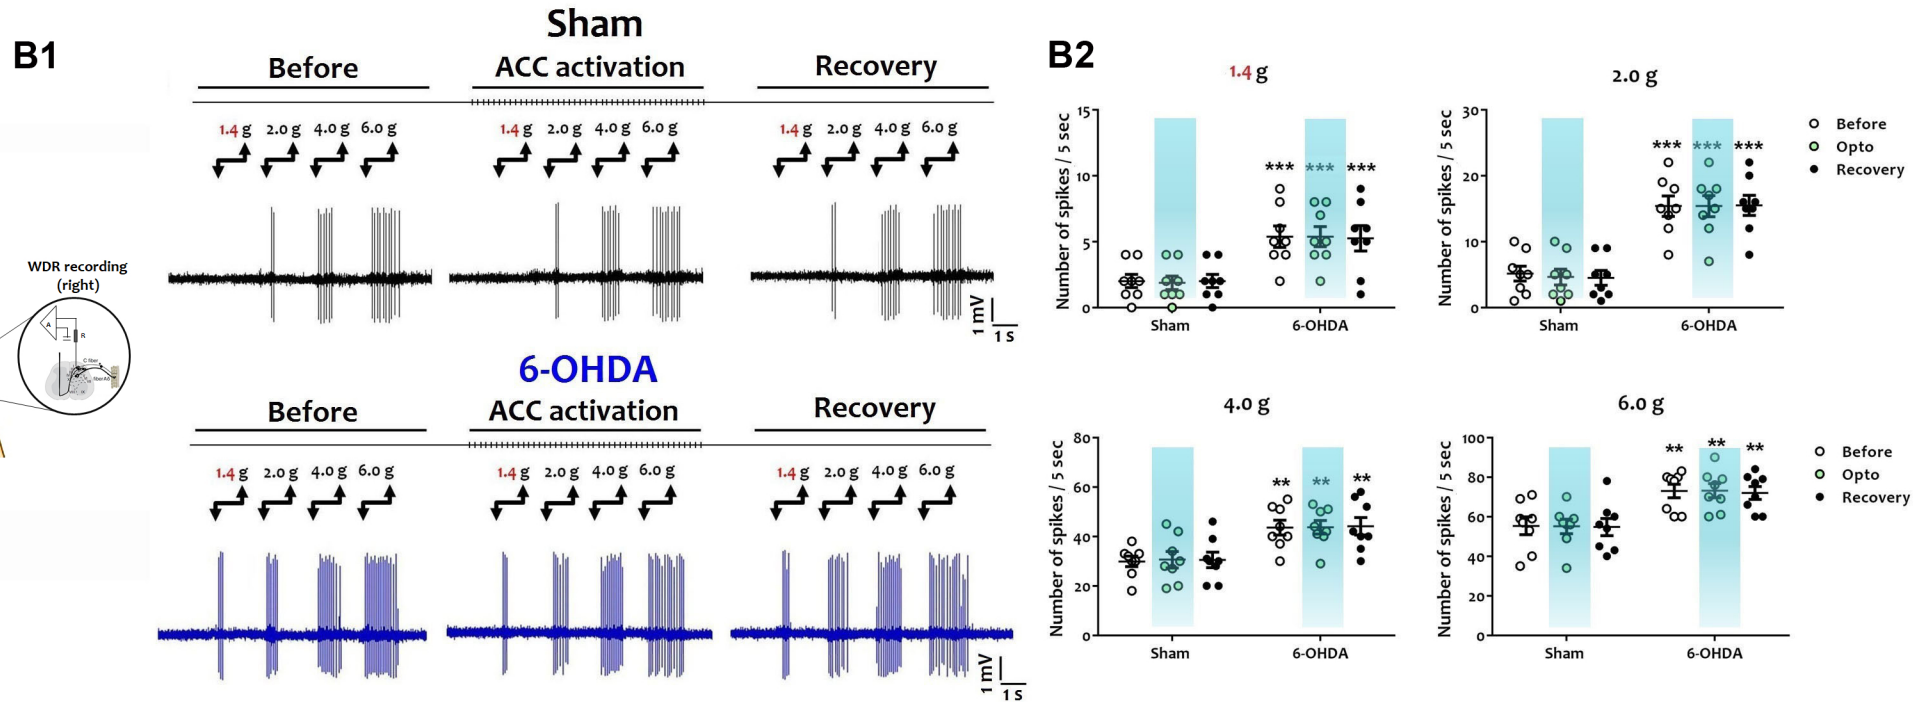 B1
Sham
Before
ACC activation
Recovery
1.4 g 2.0 g 4.0 g 6.0 g
1.4 g 2.0 g 4.0 g 6.0 g
1.4 g 2.0 g 4.0 g 6.0 g
1 mV
1 S
WDR recording
(right)
A
R
C fiber
6-OHDA
Before
ACC activation
Recovery
1.4 g 2.0 g 4.0 g 6.0 g
1.4 g 2.0 g 4.0 g 6.0 g
1.4 g 2.0 g 4.0 g 6.0 g
1 mV
1 S
B2
1.4 g
Number of spikes / 5 sec
15
10
5
0
*** *** ***
Sham
6-OHDA
2.0 g
Number of spikes / 5 sec
30
20
10
0
*** *** ***
Sham
6-OHDA
Before
Opto
Recovery
4.0 g
Number of spikes / 5 sec
80
60
40
20
0
** ** **
Sham
6-OHDA
6.0 g
Number of spikes / 5 sec
100
80
60
40
20
0
** ** **
Sham
6-OHDA
Before
Opto
Recovery